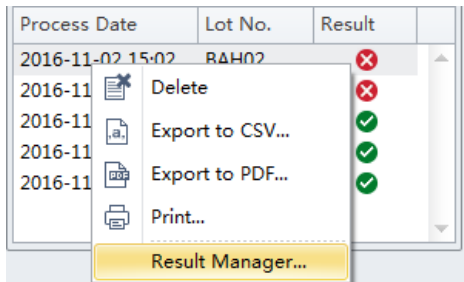 Process Date Lot No. Result
2016-11-02 15:02 BAH02
2016-11
2016-11
2016-11
2016-11
Delete
,a, Export to CSV...
PDF Export to PDF...
Print...
Result Manager...